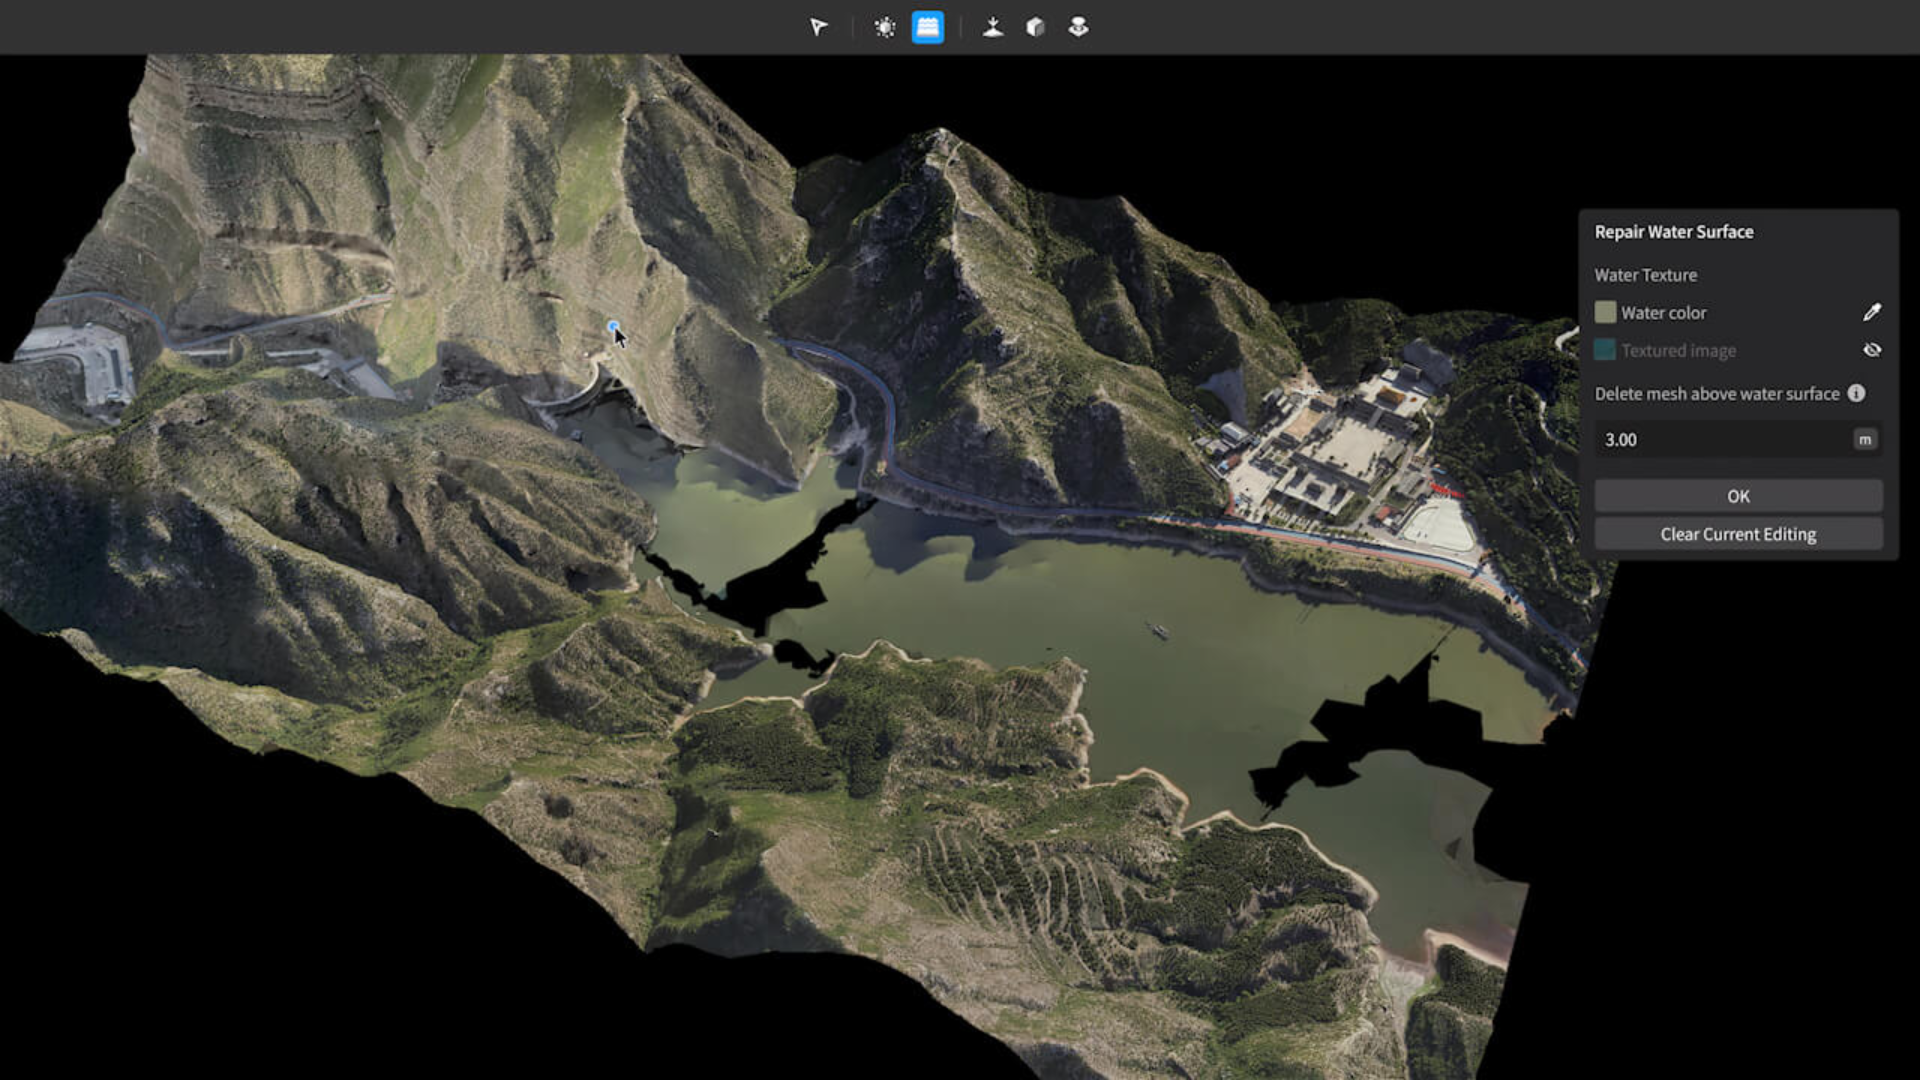 Repair Water Surface
Water Texture
Water color
Textured image
Delete mesh above water surface
3.00 m
OK
Clear Current Editing